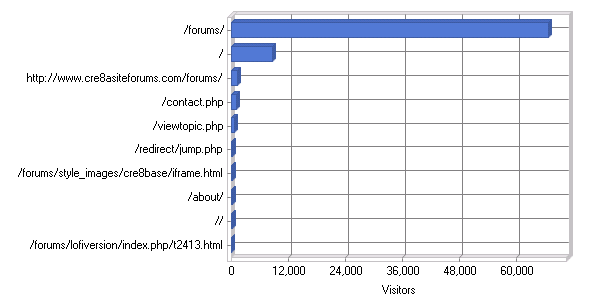 /forums/
/
http://www.cre8asiteforums.com/forums/
/contact.php
/viewtopic.php
/redirect/jump.php
/forums/style_images/cre8base/iframe.html
/about/
//
/forums/lofiversion/index.php/t2413.html
0 12,000 24,000 36,000 48,000 60,000
Visitors